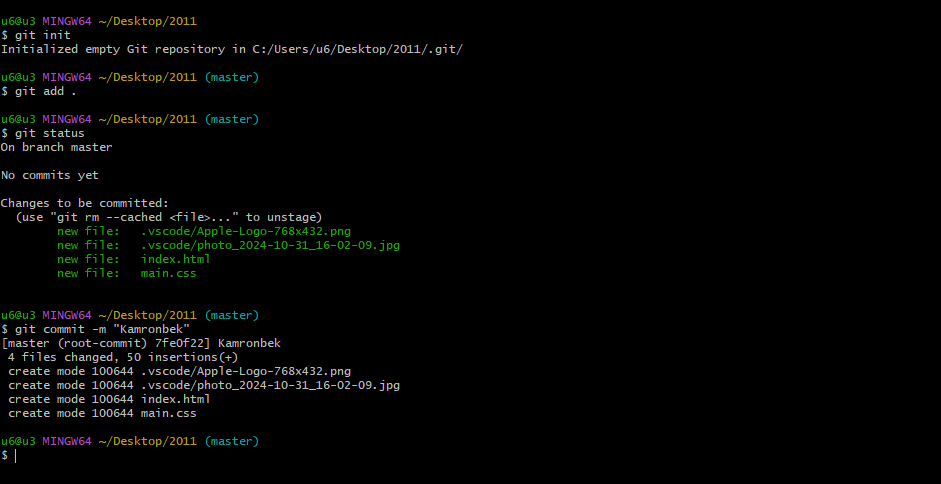 u6@u3 MINGW64 ~/Desktop/2011
$ git init
Initialized empty Git repository in C:/Users/u6/Desktop/2011/.git/
u6@u3 MINGW64 ~/Desktop/2011 (master)
$ git add .
u6@u3 MINGW64 ~/Desktop/2011 (master)
$ git status
On branch master
No commits yet
Changes to be committed:
  (use "git rm --cached <file>..." to unstage)
        new file:   .vscode/Apple-Logo-768x432.png
        new file:   .vscode/photo_2024-10-31_16-02-09.jpg
        new file:   index.html
        new file:   main.css
u6@u3 MINGW64 ~/Desktop/2011 (master)
$ git commit -m "Kamronbek"
[master (root-commit) 7fe0f22] Kamronbek
 4 files changed, 50 insertions(+)
 create mode 100644 .vscode/Apple-Logo-768x432.png
 create mode 100644 .vscode/photo_2024-10-31_16-02-09.jpg
 create mode 100644 index.html
 create mode 100644 main.css
u6@u3 MINGW64 ~/Desktop/2011 (master)
$